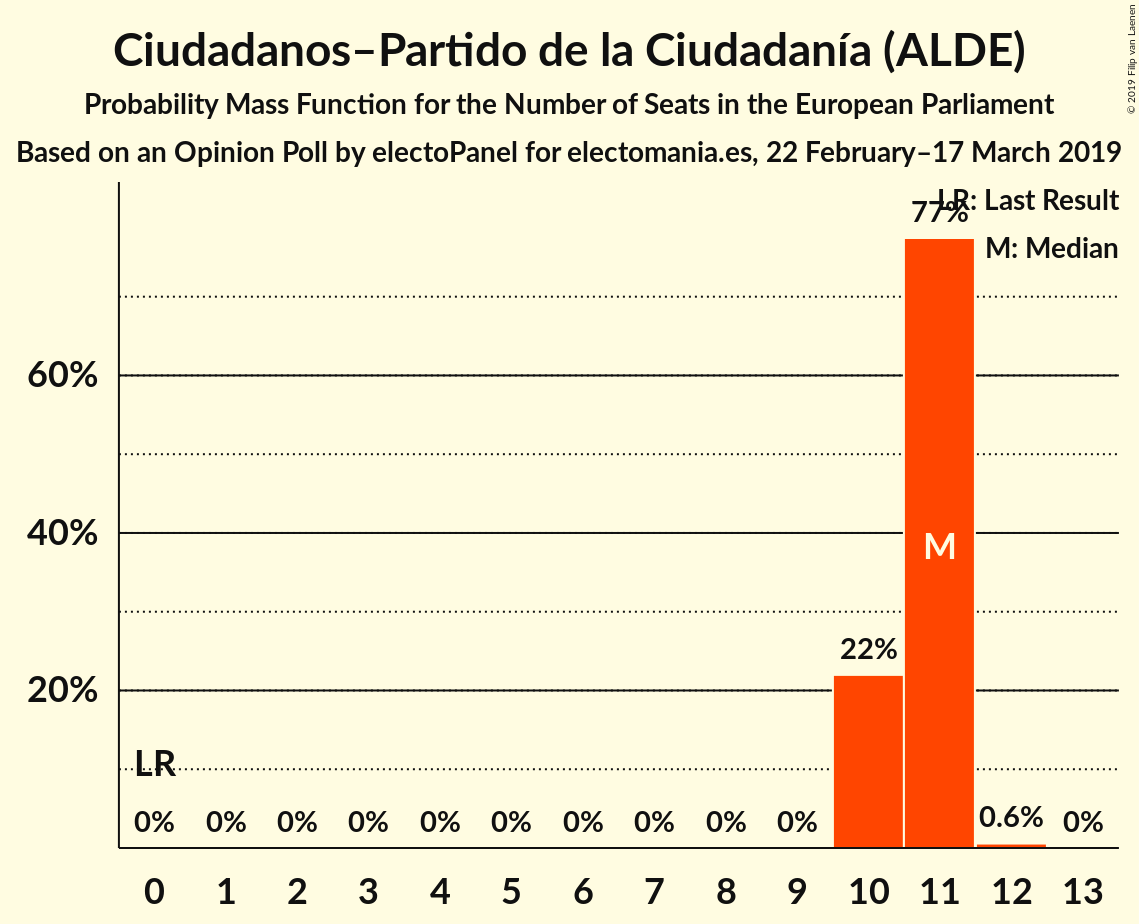 Ciudadanos–Partido de la Ciudadanía (ALDE)
Probability Mass Function for the Number of Seats in the European Parliament
Based on an Opinion Poll by electoPanel for electomania.es, 22 February–17 March 2019
© 2019 Filip van Laenen
LR: Last Result
M: Median
77%
60%
40%
M
22%
20%
LR
0% 0% 0% 0% 0% 0% 0% 0% 0% 0% 0.6% 0%
0 1 2 3 4 5 6 7 8 9 10 11 12 13